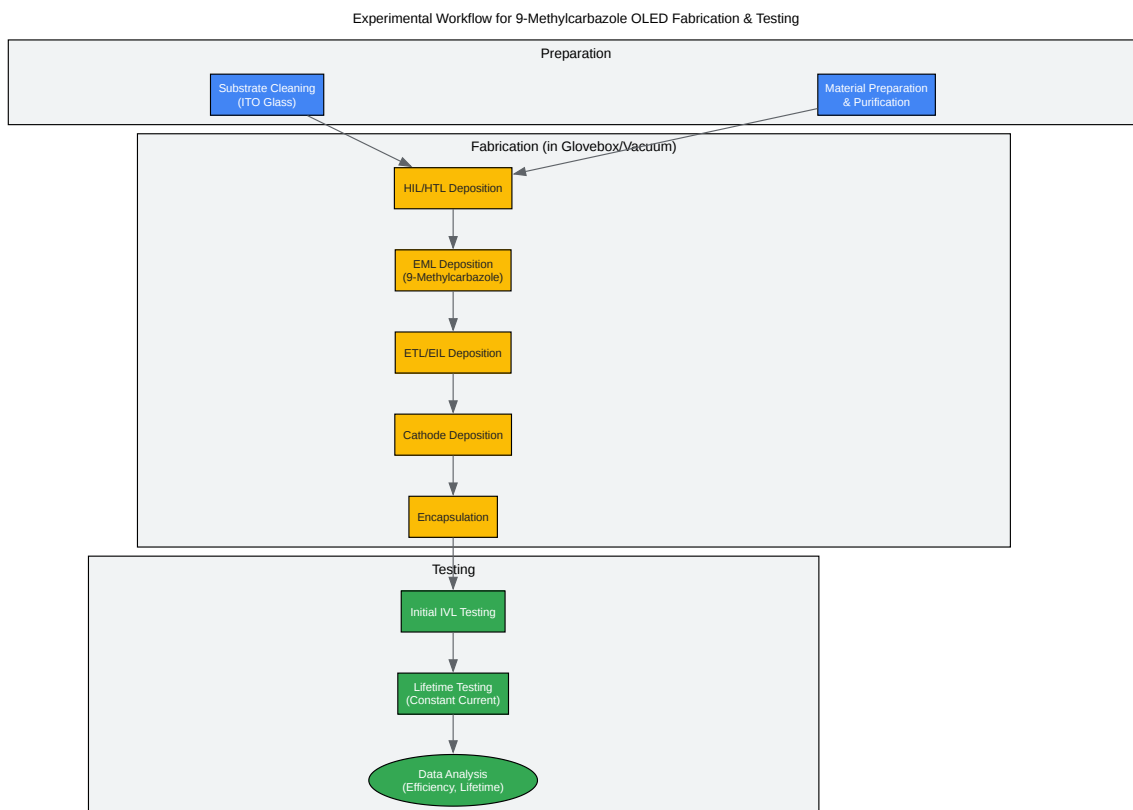 Experimental Workflow for 9-Methylcarbazole OLED Fabrication & Testing
Preparation
Substrate Cleaning
(ITO Glass)
Material Preparation
& Purification
Fabrication (in Glovebox/Vacuum)
HIL/HTL Deposition
EML Deposition
(9-Methylcarbazole)
ETL/EIL Deposition
Cathode Deposition
Encapsulation
Testing
Initial IVL Testing
Lifetime Testing
(Constant Current)
Data Analysis
(Efficiency, Lifetime)